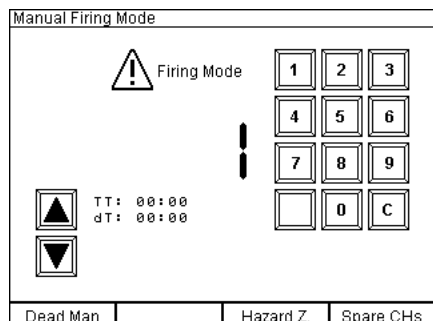 Manual Firing Mode
Firing Mode
1 2 3
4 5 6
1
7 8 9
0 C
TT: 00:00
dT: 00:00
Dead Man Hazard Z. Spare CHs